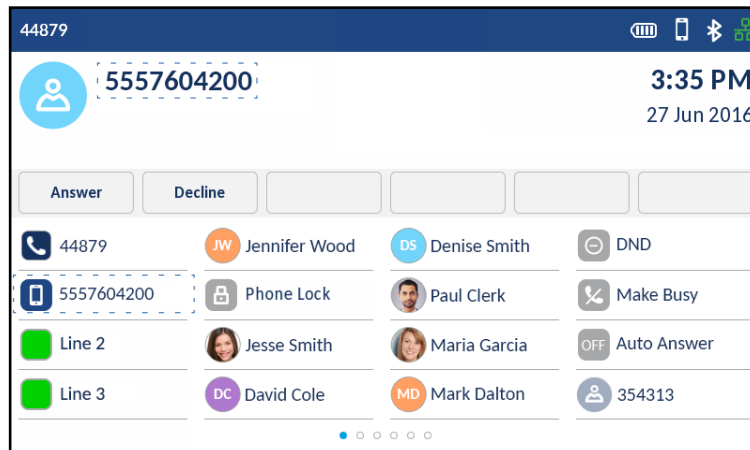 44879
5557604200
3:35 PM
27 Jun 2016
Answer Decline
44879 JW Jennifer Wood DS Denise Smith DND
5557604200 Phone Lock Paul Clerk Make Busy
Line 2 Jesse Smith Maria Garcia OFF Auto Answer
Line 3 DC David Cole MD Mark Dalton 354313